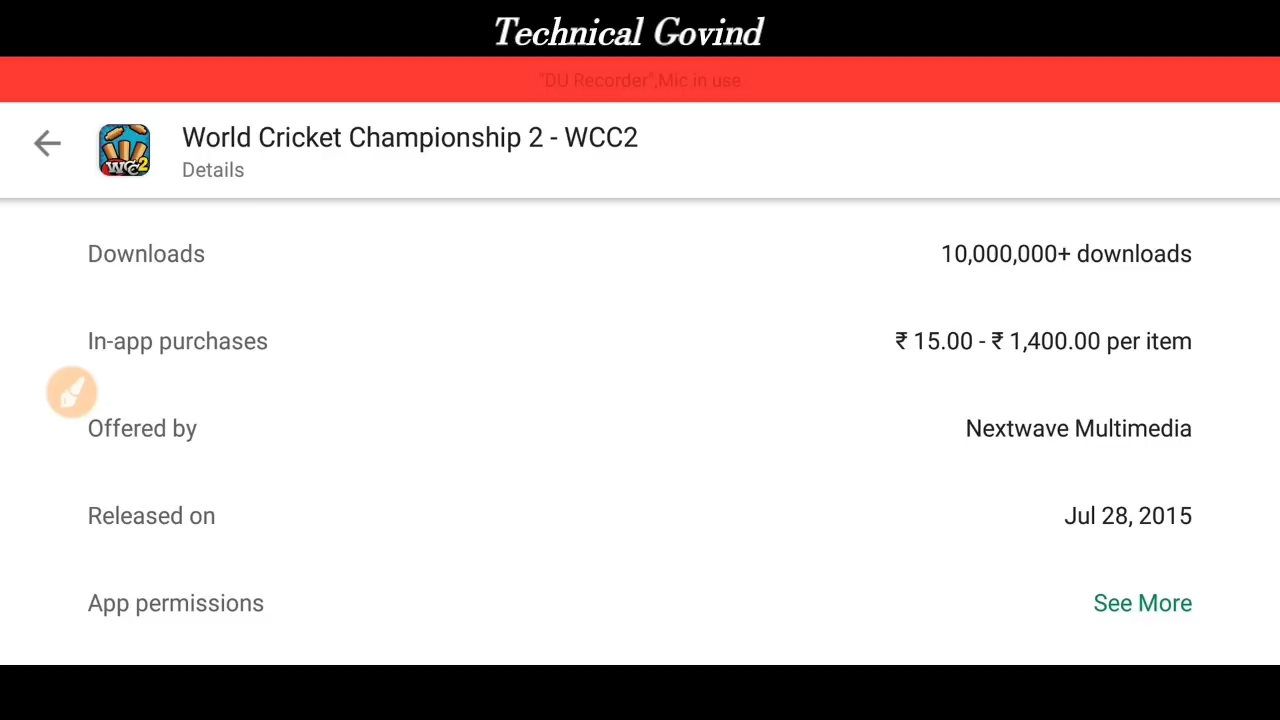 Technical Govind
"DU Recorder",Mic in use
World Cricket Championship 2 - WCC2
WCC2
Details
Downloads 10,000,000+ downloads
In-app purchases ₹ 15.00 - ₹ 1,400.00 per item
Offered by Nextwave Multimedia
Released on Jul 28, 2015
App permissions See More